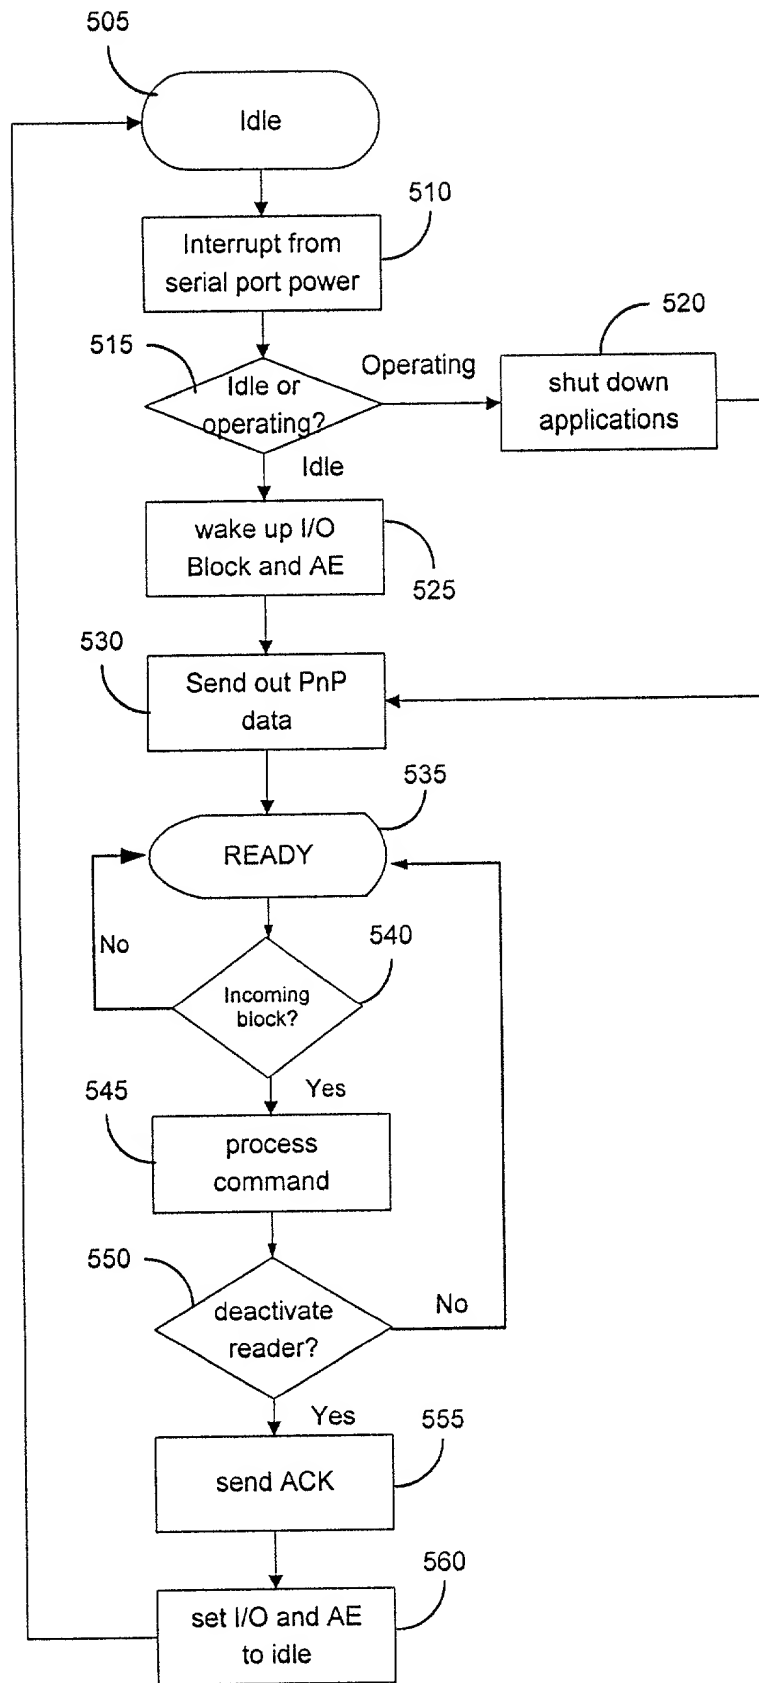 505
Idle
510
Interrupt from
serial port power
515
Idle or
operating?
Operating
520
shut down
applications
Idle
wake up I/O
Block and AE
525
530
Send out PnP
data
535
READY
No
540
Incoming
block?
Yes
545
process
command
550
deactivate
reader?
No
Yes
555
send ACK
560
set I/O and AE
to idle